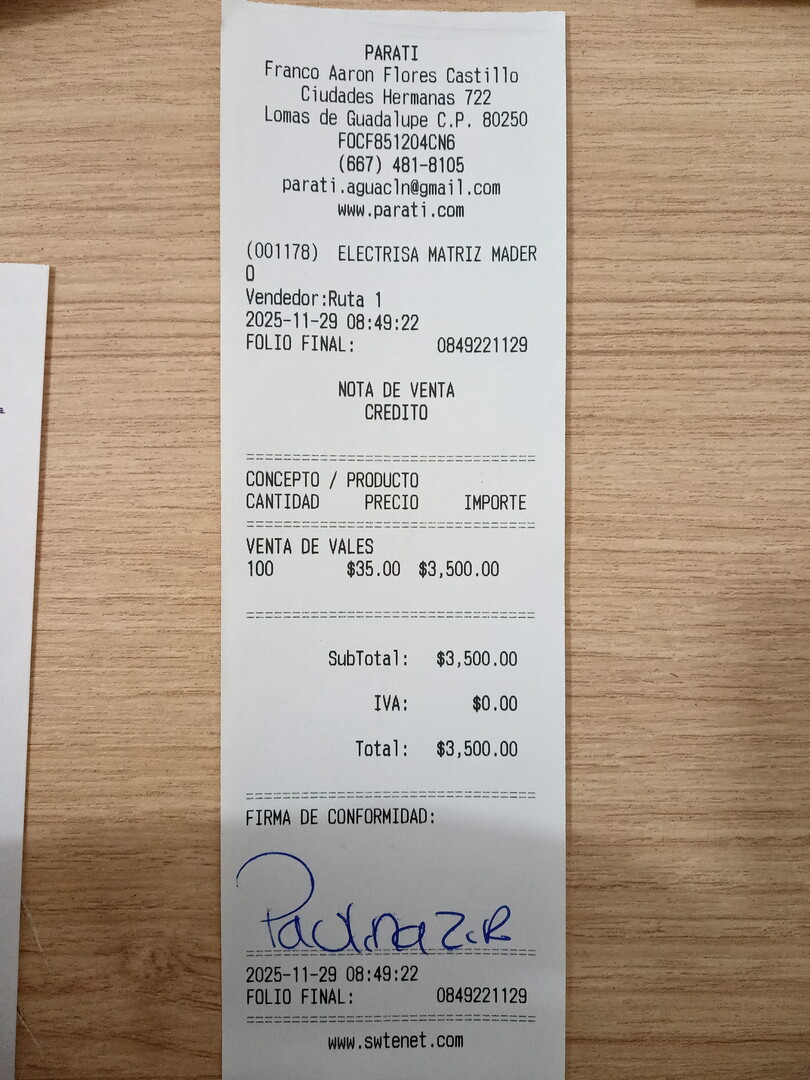 PARATI
Franco Aaron Flores Castillo
Ciudades Hermanas 722
Lomas de Guadalupe C.P. 80250
FOCF851204CN6
(667) 481-8105
parati.aguacln@gmail.com
www.parati.com
(001178) ELECTRISA MATRIZ MADER
O
Vendedor:Ruta 1
2025-11-29 08:49:22
FOLIO FINAL: 0849221129
NOTA DE VENTA
CREDITO
CONCEPTO / PRODUCTO
CANTIDAD PRECIO IMPORTE
VENTA DE VALES
100 $35.00 $3,500.00
SubTotal: $3,500.00
IVA: $0.00
Total: $3,500.00
FIRMA DE CONFORMIDAD:
Paulina Z.R
2025-11-29 08:49:22
FOLIO FINAL: 0849221129
www.swtenet.com